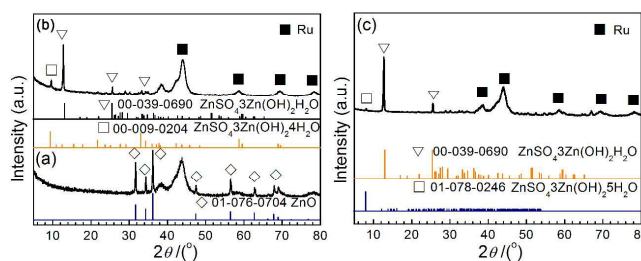 (b)
■ Ru
▽ 00-039-0690 ZnSO₄3Zn(OH)₂H₂O
□ 00-009-0204 ZnSO₄3Zn(OH)₂4H₂O
(a)
◇ 01-076-0704 ZnO
Intensity (a.u.)
10 20 30 40 50 60 70 80
2θ/(°)
(c)
■ Ru
▽ 00-039-0690 ZnSO₄3Zn(OH)₂H₂O
□ 01-078-0246 ZnSO₄3Zn(OH)₂5H₂O
Intensity (a.u.)
10 20 30 40 50 60 70 80
2θ/(°)